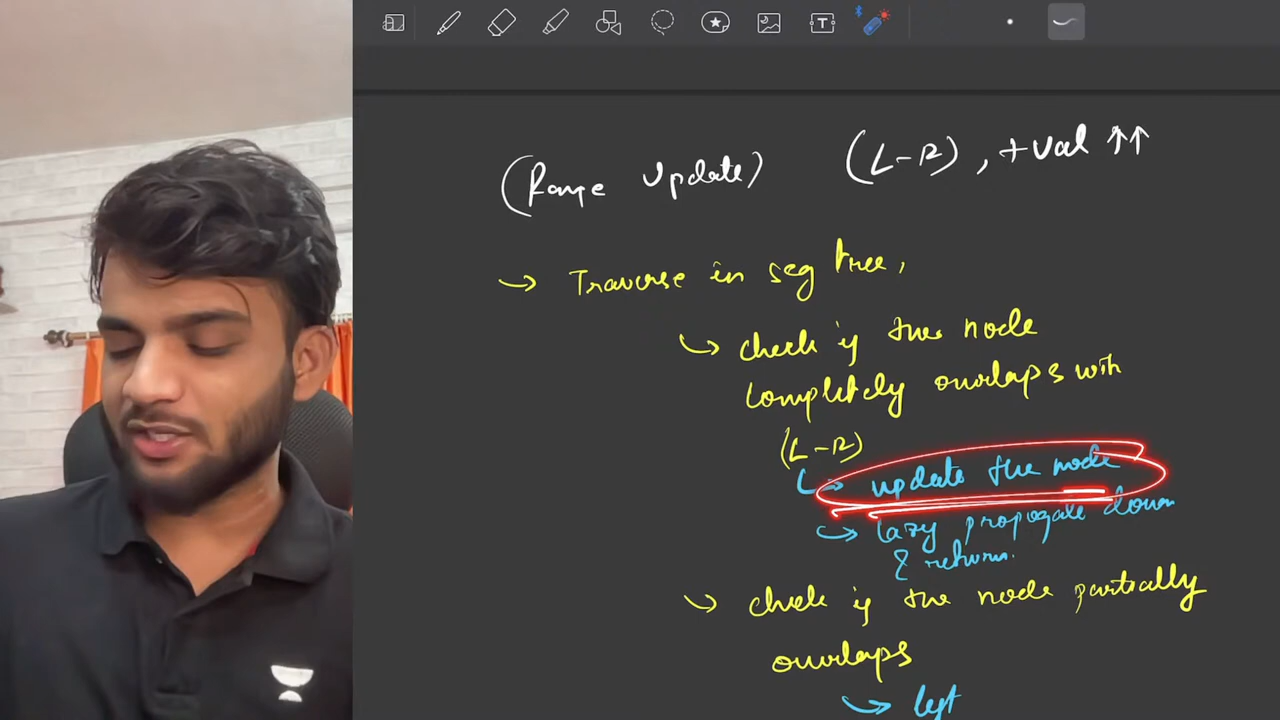 (Range Update) (L-R), +val ↑↑
→ Traverse in seg tree,
→ check if the node
completely overlaps with
(L-R)
→ update the node
→ lazy propogate down
& return.
→ check if the node partially
overlaps
→ left